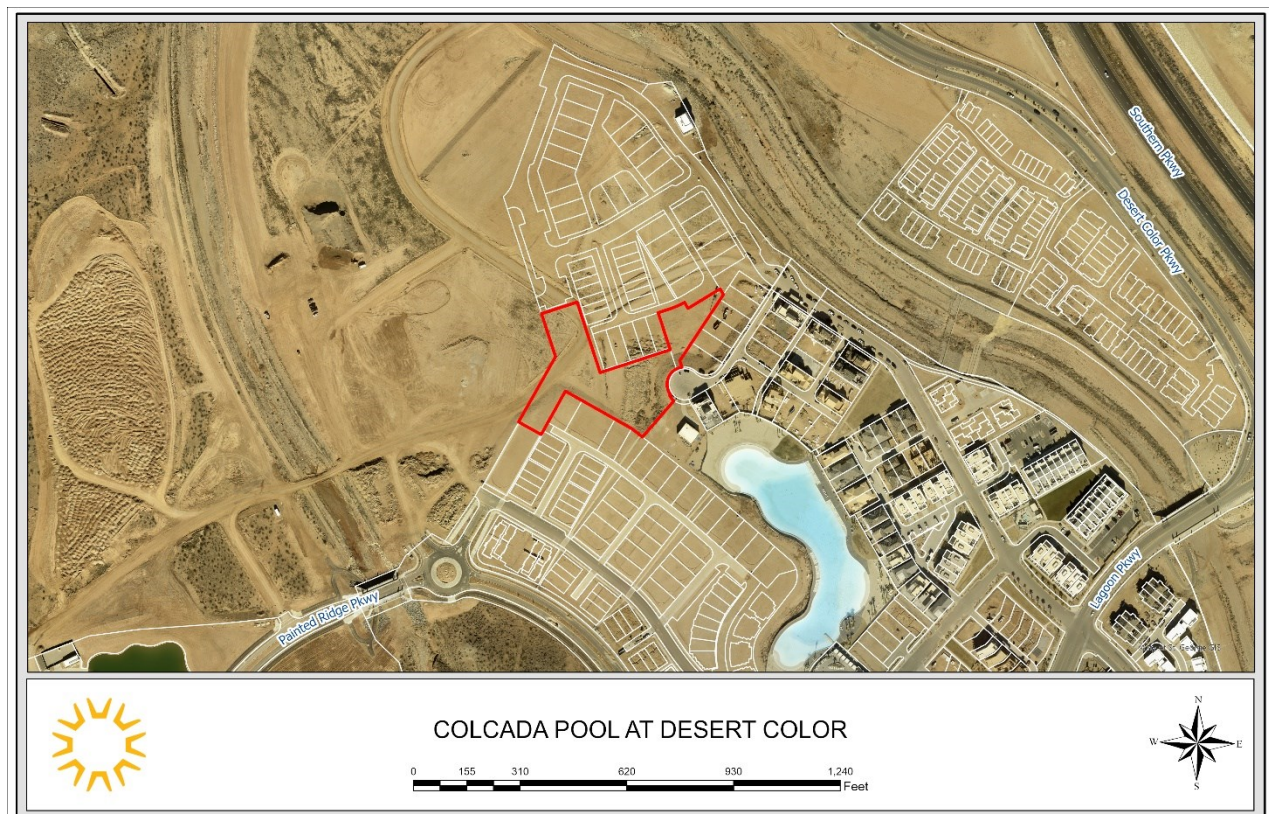 Southern Pkwy
Desert Color Pkwy
Painted Ridge Pkwy
Lagoon Pkwy
COLCADA POOL AT DESERT COLOR
0 155 310 620 930 1,240
Feet
N
W E
S